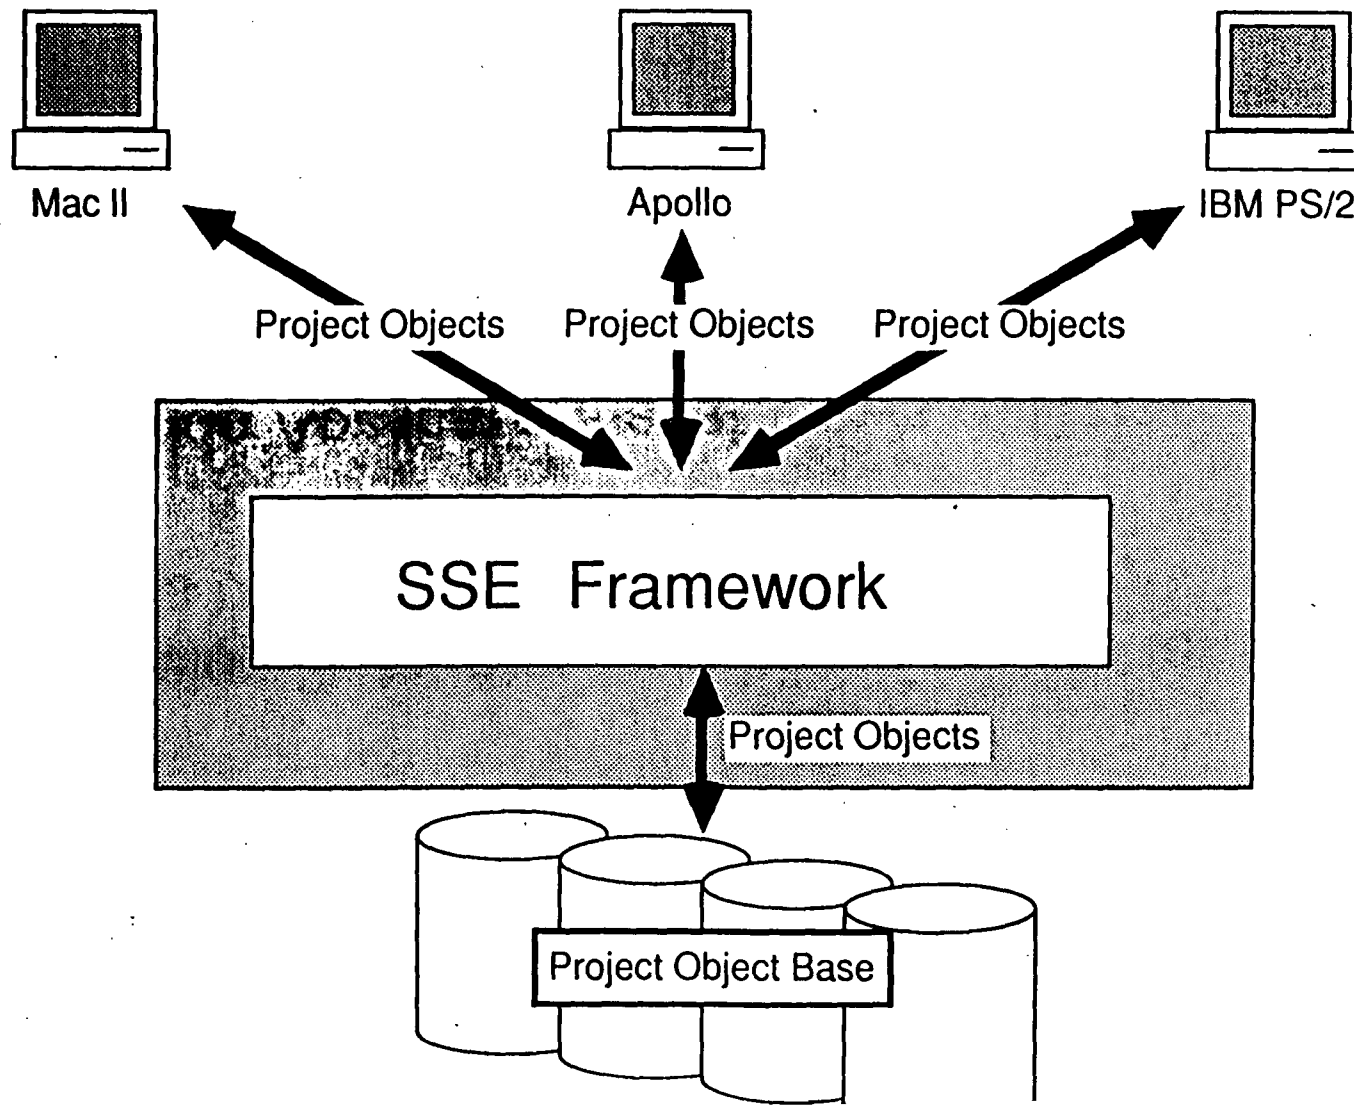 Mac II
Apollo
IBM PS/2
Project Objects
Project Objects
Project Objects
SSE Framework
Project Objects
Project Object Base